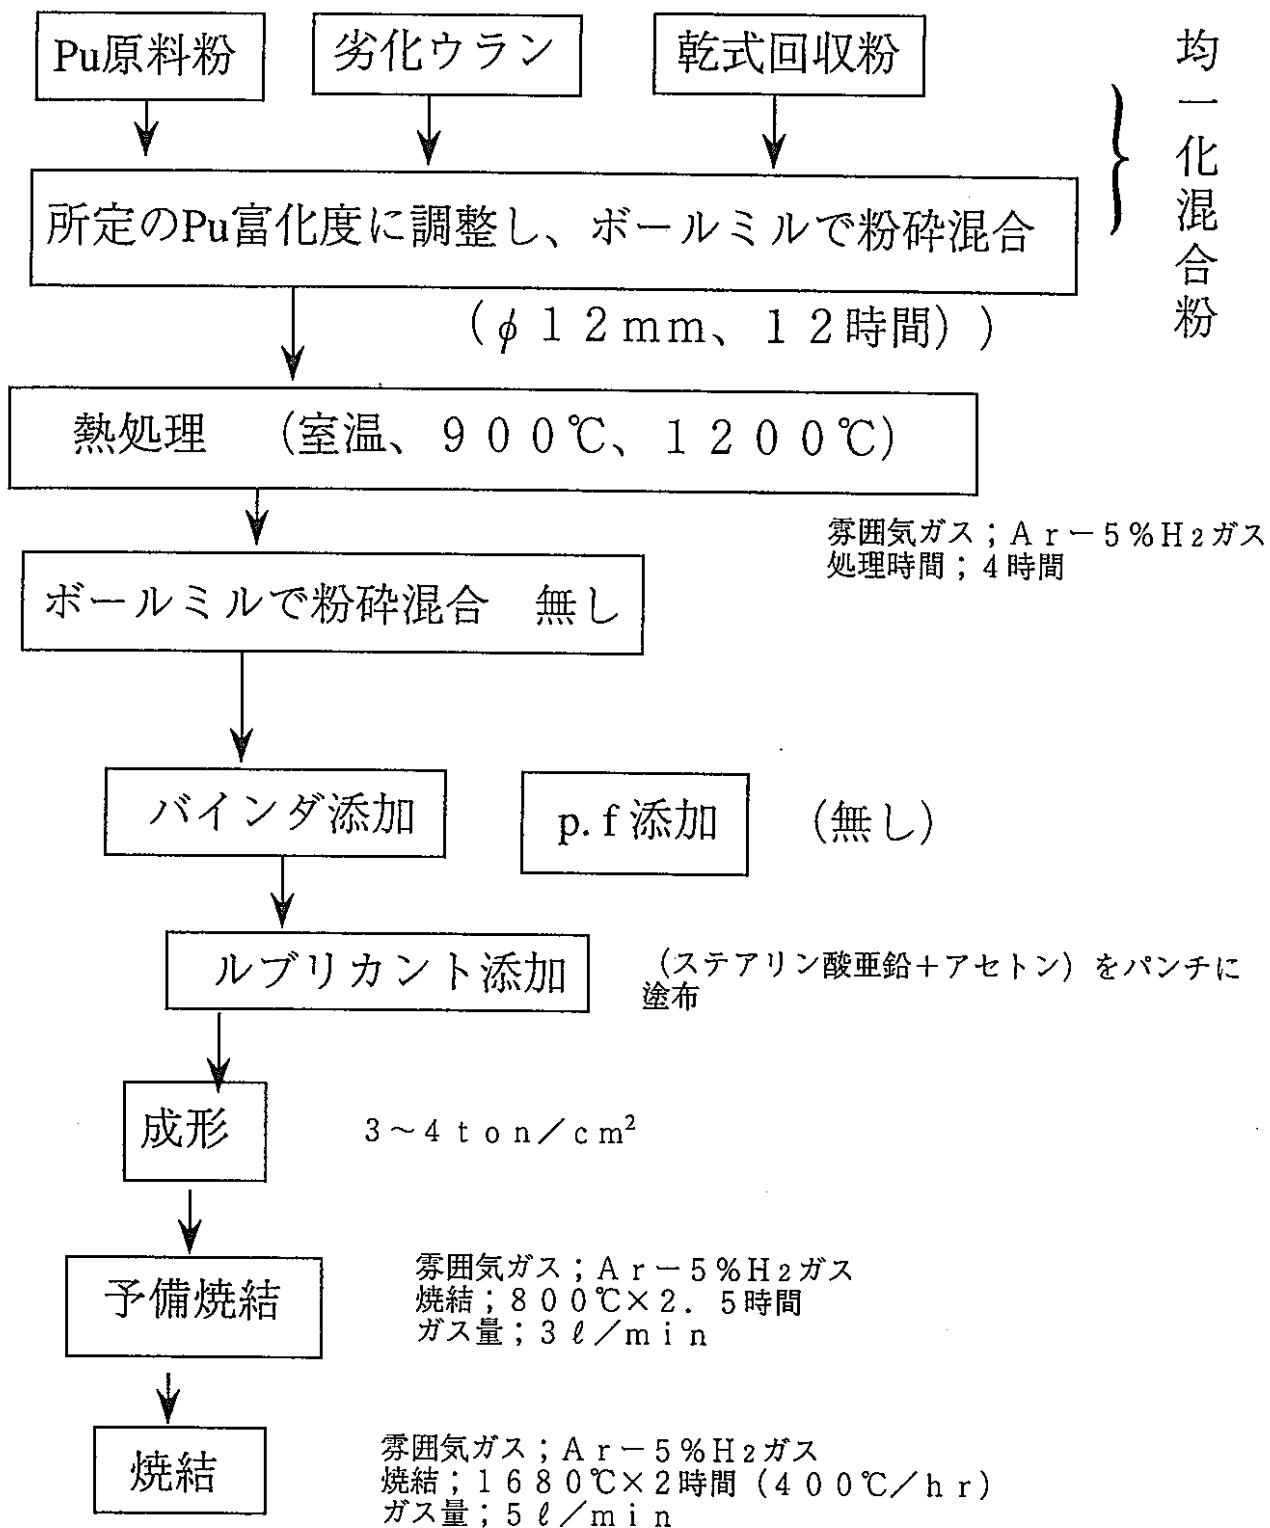 Pu原料粉
劣化ウラン
乾式回収粉
均一化混合粉
所定のPu富化度に調整し、ボールミルで粉砕混合
（φ１２mm、１２時間））
熱処理　（室温、９００℃、１２００℃）
雰囲気ガス；Ａｒ－５％H₂ガス
処理時間；４時間
ボールミルで粉砕混合　無し
バインダ添加
p.f添加
（無し）
ルブリカント添加
（ステアリン酸亜鉛＋アセトン）をパンチに
塗布
成形
３～４ｔｏｎ／ｃｍ²
予備焼結
雰囲気ガス；Ａｒ－５％H₂ガス
焼結；８００℃×２．５時間
ガス量；３ℓ／ｍｉｎ
焼結
雰囲気ガス；Ａｒ－５％H₂ガス
焼結；１６８０℃×２時間（４００℃／ｈｒ）
ガス量；５ℓ／ｍｉｎ